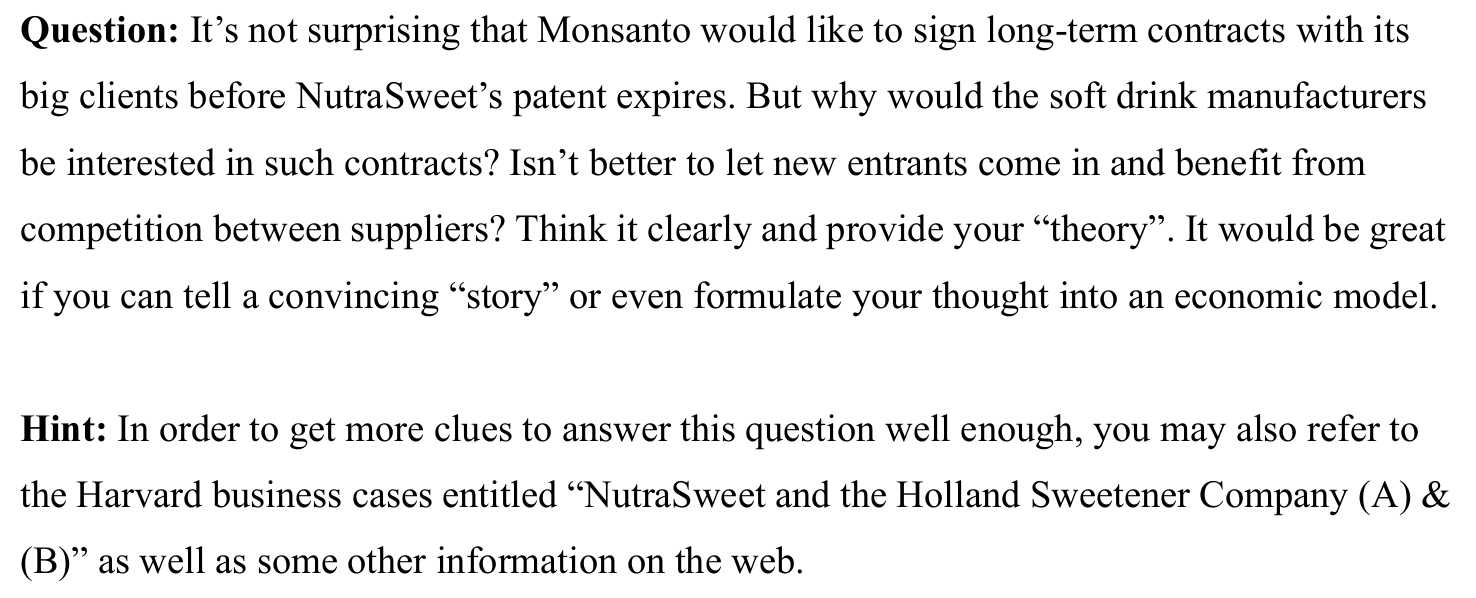 Question: It’s not surprising that Monsanto would like to sign long-term contracts with its
big clients before NutraSweet’s patent expires. But why would the soft drink manufacturers
be interested in such contracts? Isn’t better to let new entrants come in and benefit from
competition between suppliers? Think it clearly and provide your “theory”. It would be great
if you can tell a convincing “story” or even formulate your thought into an economic model.
Hint: In order to get more clues to answer this question well enough, you may also refer to
the Harvard business cases entitled “NutraSweet and the Holland Sweetener Company (A) &
(B)” as well as some other information on the web.